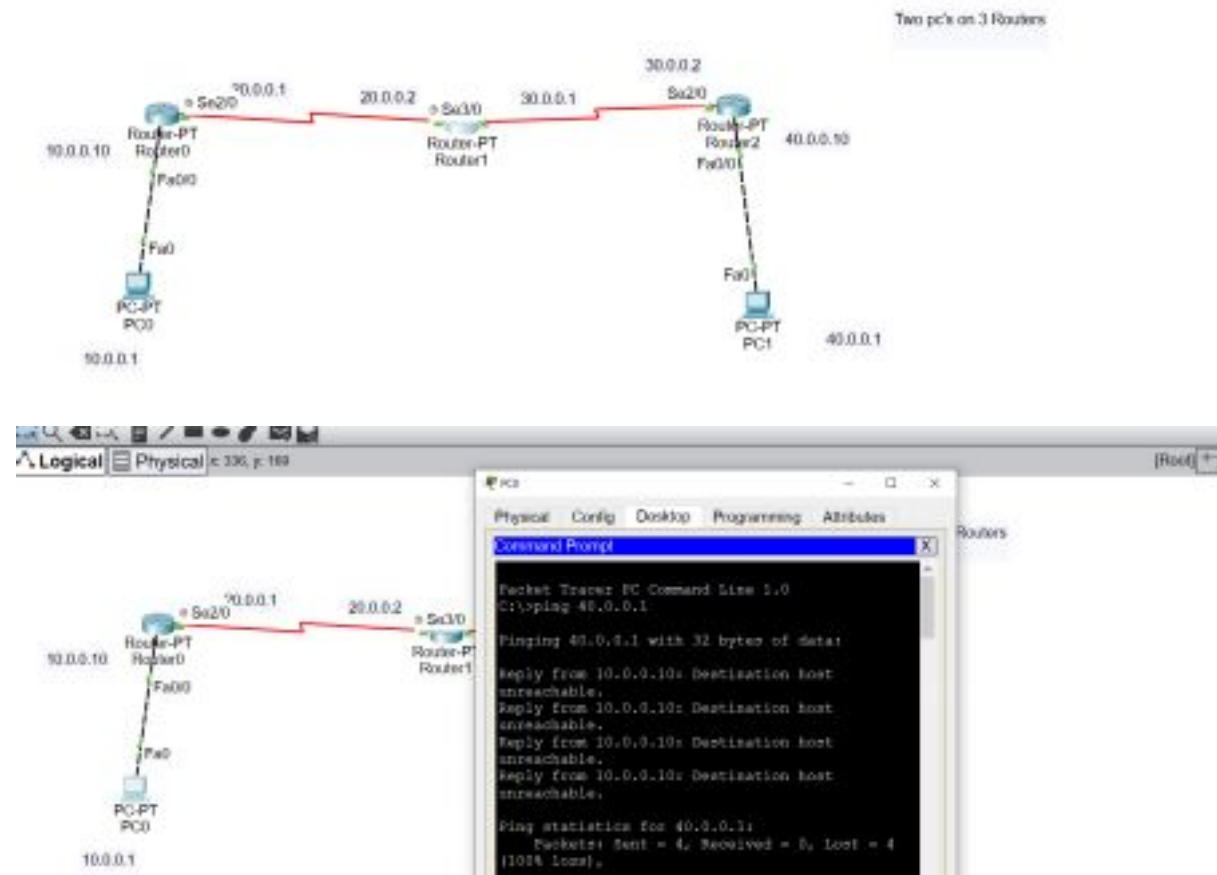 Two pc's on 3 Routers
30.0.0.2
?0.0.0.1
20.0.0.2
30.0.0.1
Se2/0
Se2/0
Se3/0
Router-PT
Router0
10.0.0.10
Router-PT
Router1
Router-PT
Router2
40.0.0.10
Fa0/0
Fa0/0
Fa0
Fa0
PC-PT
PC0
PC-PT
PC1
10.0.0.1
40.0.0.1
Logical
Physical
x: 336, y: 169
[Root]
PC0
Physical Config Desktop Programming Attributes
Command Prompt X
Routers
Packet Tracer PC Command Line 1.0
C:\>ping 40.0.0.1
Pinging 40.0.0.1 with 32 bytes of data:
Reply from 10.0.0.10: Destination host
unreachable.
Reply from 10.0.0.10: Destination host
unreachable.
Reply from 10.0.0.10: Destination host
unreachable.
Reply from 10.0.0.10: Destination host
unreachable.
Ping statistics for 40.0.0.1:
Packets: Sent = 4, Received = 0, Lost = 4
(100% loss),
?0.0.0.1
20.0.0.2
Se2/0
Se3/0
Router-PT
Router0
10.0.0.10
Router-P
Router1
Fa0/0
Fa0
PC-PT
PC0
10.0.0.1